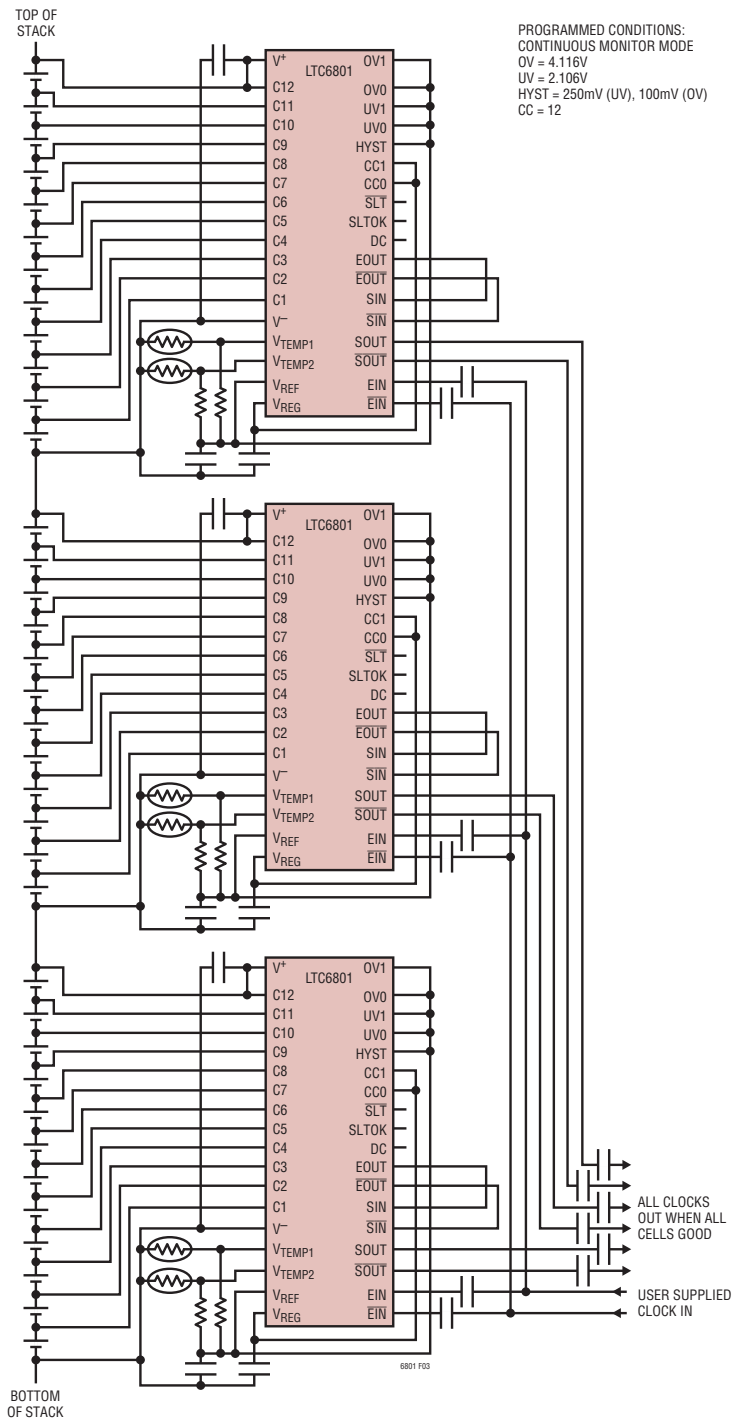 TOP OF
STACK
PROGRAMMED CONDITIONS:
CONTINUOUS MONITOR MODE
OV = 4.116V
UV = 2.106V
HYST = 250mV (UV), 100mV (OV)
CC = 12
LTC6801
V+
C12
C11
C10
C9
C8
C7
C6
C5
C4
C3
C2
C1
V–
VTEMP1
VTEMP2
VREF
VREG
OV1
OV0
UV1
UV0
HYST
CC1
CC0
SLT
SLTOK
DC
EOUT
EOUT
SIN
SIN
SOUT
SOUT
EIN
EIN
LTC6801
V+
C12
C11
C10
C9
C8
C7
C6
C5
C4
C3
C2
C1
V–
VTEMP1
VTEMP2
VREF
VREG
OV1
OV0
UV1
UV0
HYST
CC1
CC0
SLT
SLTOK
DC
EOUT
EOUT
SIN
SIN
SOUT
SOUT
EIN
EIN
LTC6801
V+
C12
C11
C10
C9
C8
C7
C6
C5
C4
C3
C2
C1
V–
VTEMP1
VTEMP2
VREF
VREG
OV1
OV0
UV1
UV0
HYST
CC1
CC0
SLT
SLTOK
DC
EOUT
EOUT
SIN
SIN
SOUT
SOUT
EIN
EIN
ALL CLOCKS
OUT WHEN ALL
CELLS GOOD
USER SUPPLIED
CLOCK IN
6801 F03
BOTTOM
OF STACK